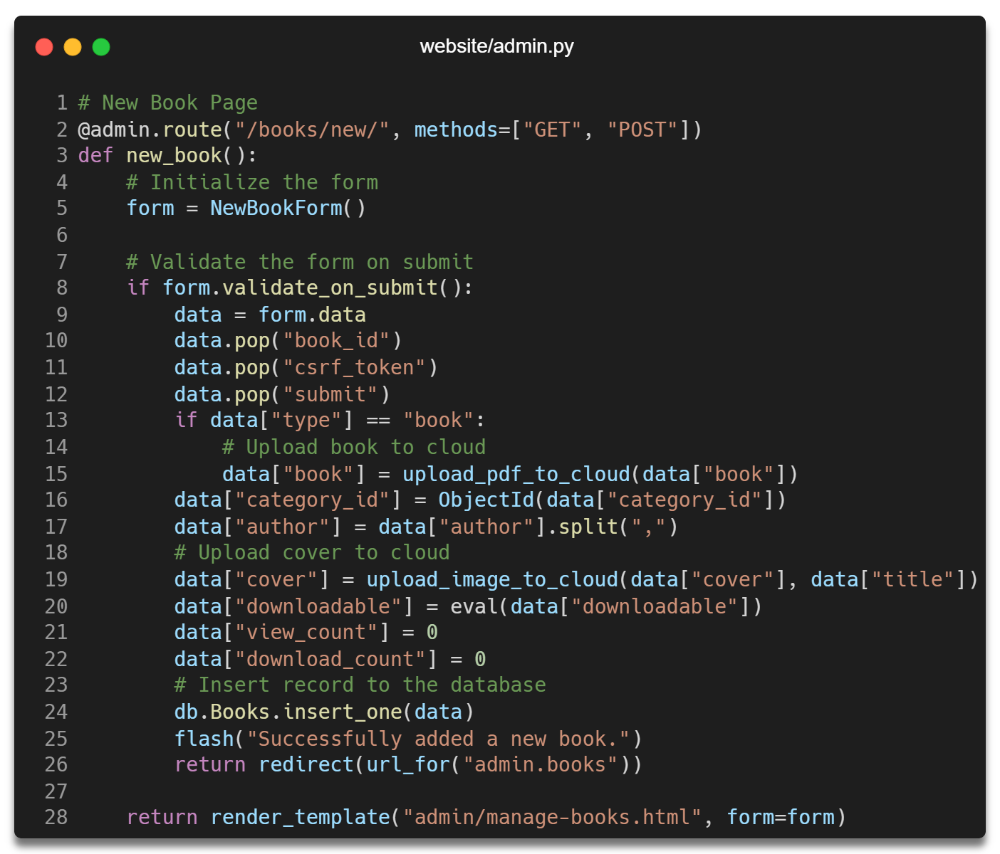 website/admin.py
1 # New Book Page
2 @admin.route("/books/new/", methods=["GET", "POST"])
3 def new_book():
4     # Initialize the form
5     form = NewBookForm()
6
7     # Validate the form on submit
8     if form.validate_on_submit():
9         data = form.data
10         data.pop("book_id")
11         data.pop("csrf_token")
12         data.pop("submit")
13         if data["type"] == "book":
14             # Upload book to cloud
15             data["book"] = upload_pdf_to_cloud(data["book"])
16         data["category_id"] = ObjectId(data["category_id"])
17         data["author"] = data["author"].split(",")
18         # Upload cover to cloud
19         data["cover"] = upload_image_to_cloud(data["cover"], data["title"])
20         data["downloadable"] = eval(data["downloadable"])
21         data["view_count"] = 0
22         data["download_count"] = 0
23         # Insert record to the database
24         db.Books.insert_one(data)
25         flash("Successfully added a new book.")
26         return redirect(url_for("admin.books"))
27
28     return render_template("admin/manage-books.html", form=form)